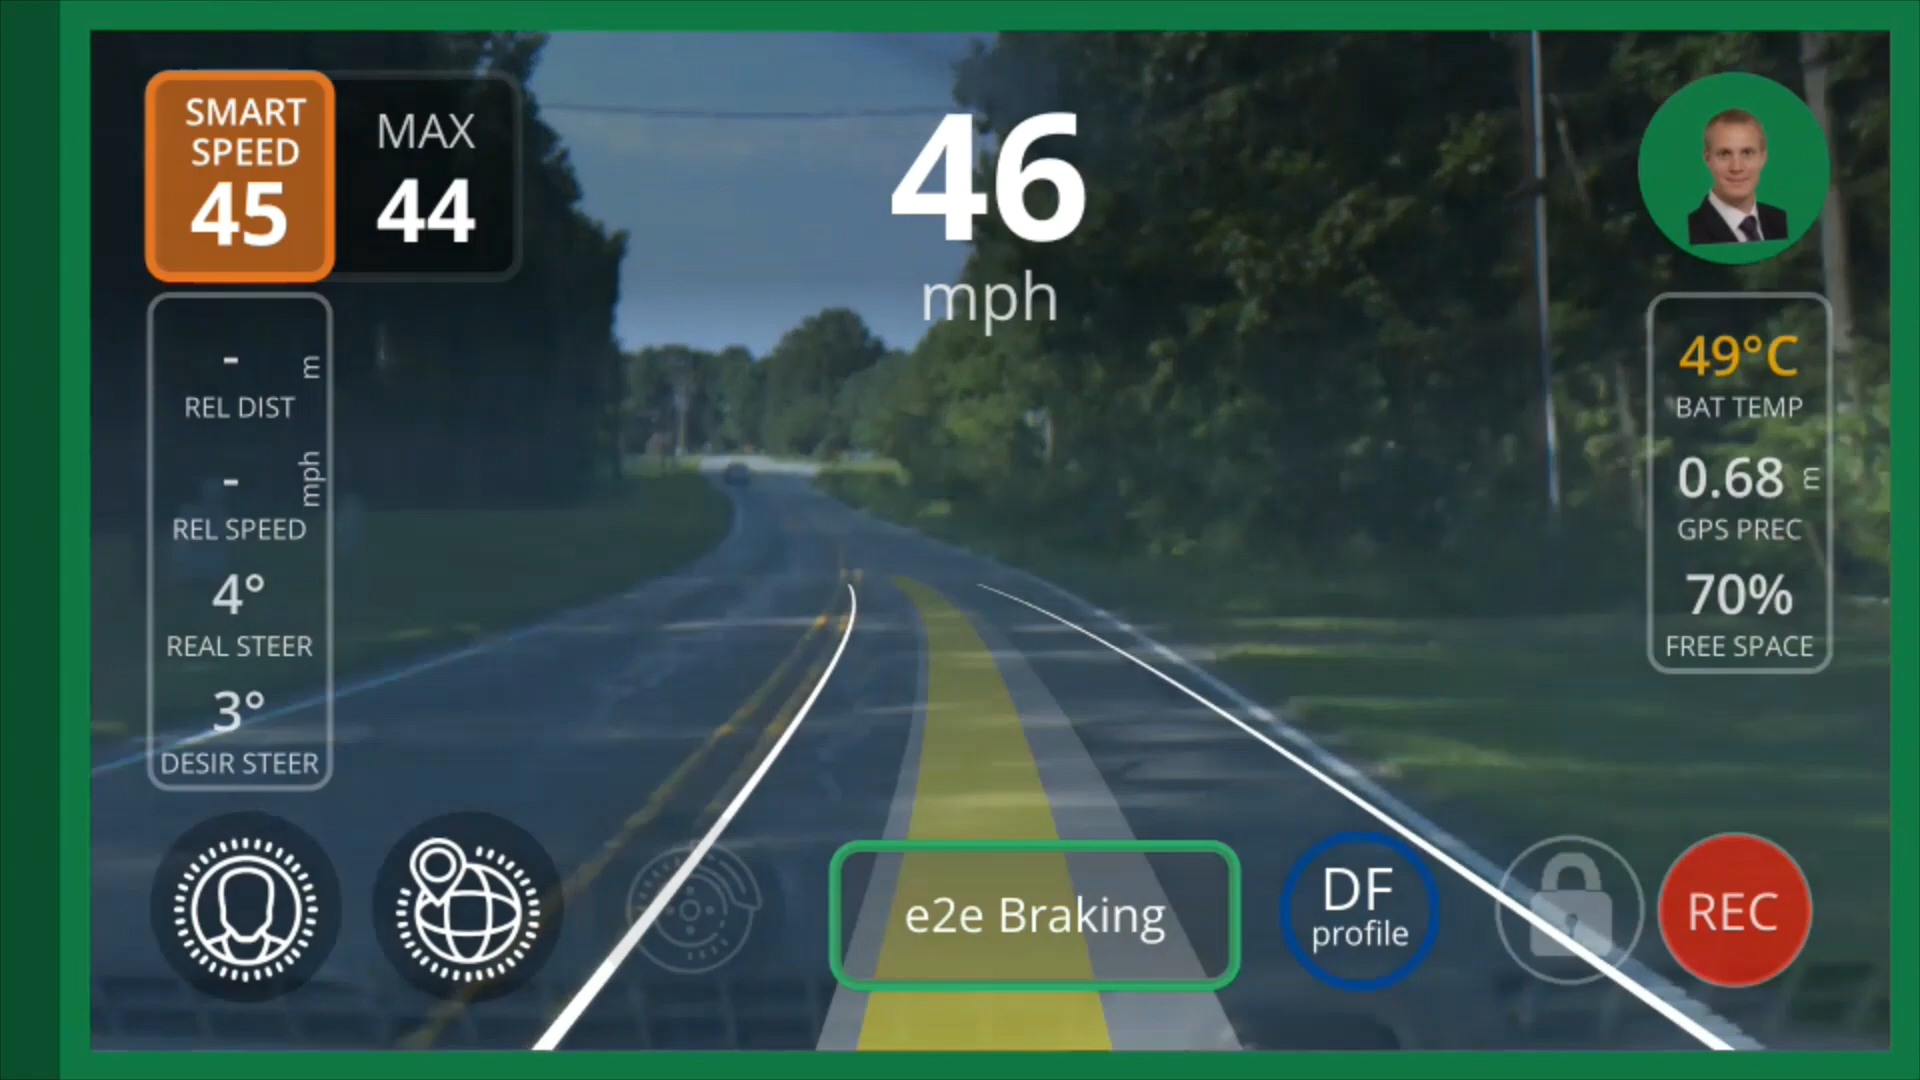 SMART
SPEED
45
MAX
44
46
mph
-
m
REL DIST
-
mph
REL SPEED
4°
REAL STEER
3°
DESIR STEER
49°C
BAT TEMP
0.68 m
GPS PREC
70%
FREE SPACE
e2e Braking
DF
profile
REC